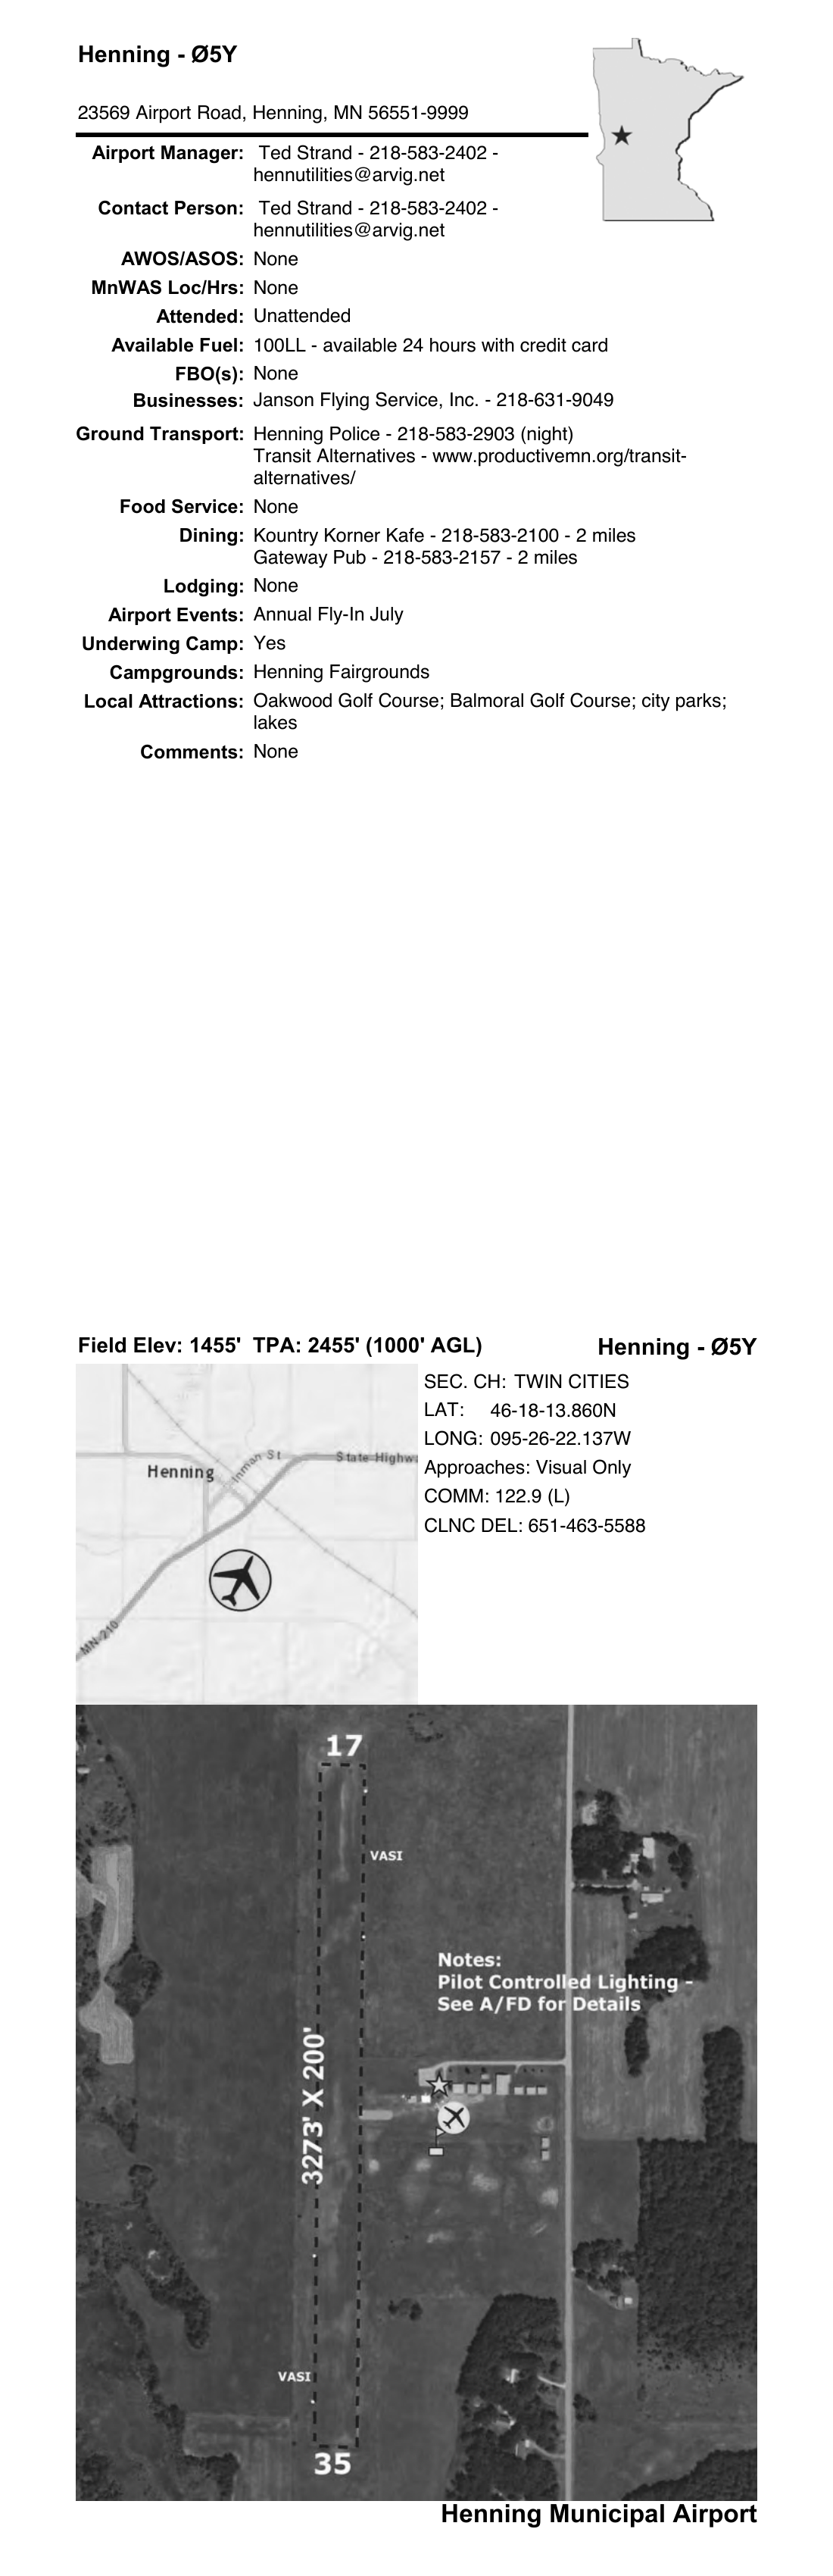 Henning - Ø5Y
23569 Airport Road, Henning, MN 56551-9999
Airport Manager: Ted Strand - 218-583-2402 -
hennutilities@arvig.net
Contact Person: Ted Strand - 218-583-2402 -
hennutilities@arvig.net
AWOS/ASOS: None
MnWAS Loc/Hrs: None
Attended: Unattended
Available Fuel: 100LL - available 24 hours with credit card
FBO(s): None
Businesses: Janson Flying Service, Inc. - 218-631-9049
Ground Transport: Henning Police - 218-583-2903 (night)
Transit Alternatives - www.productivemn.org/transit-
alternatives/
Food Service: None
Dining: Kountry Korner Kafe - 218-583-2100 - 2 miles
Gateway Pub - 218-583-2157 - 2 miles
Lodging: None
Airport Events: Annual Fly-In July
Underwing Camp: Yes
Campgrounds: Henning Fairgrounds
Local Attractions: Oakwood Golf Course; Balmoral Golf Course; city parks;
lakes
Comments: None
Field Elev: 1455' TPA: 2455' (1000' AGL)
Henning - Ø5Y
SEC. CH: TWIN CITIES
LAT: 46-18-13.860N
LONG: 095-26-22.137W
Approaches: Visual Only
COMM: 122.9 (L)
CLNC DEL: 651-463-5588
Henning
Inman St
State Highw
MN-210
17
VASI
Notes:
Pilot Controlled Lighting -
See A/FD for Details
3273' X 200'
VASI
35
Henning Municipal Airport